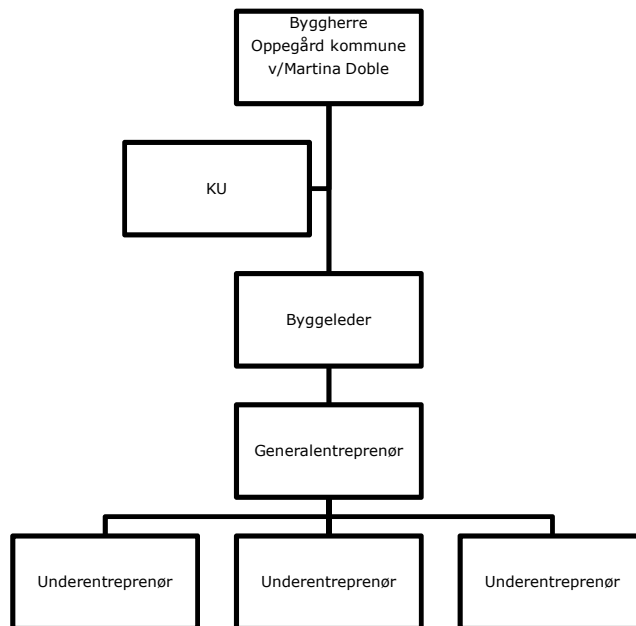 Byggherre
Oppegård kommune
v/Martina Doble
KU
Byggeleder
Generalentreprenør
Underentreprenør
Underentreprenør
Underentreprenør